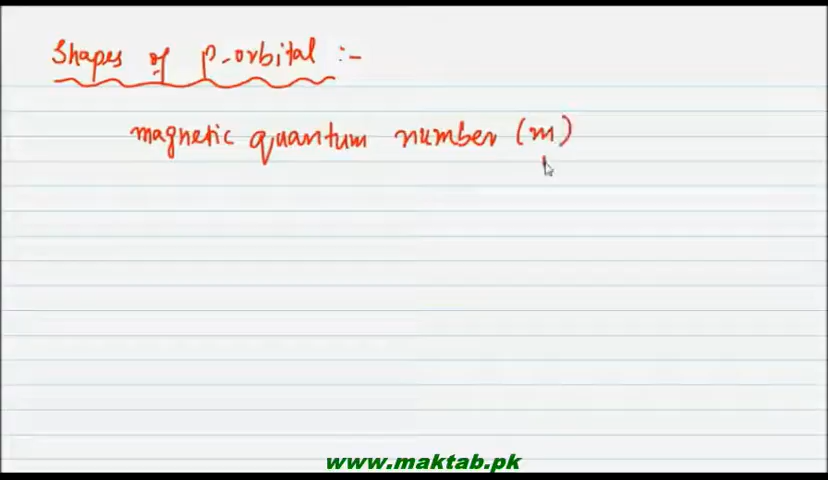 Shapes of p-orbital :-
magnetic quantum number (m)
www.maktab.pk